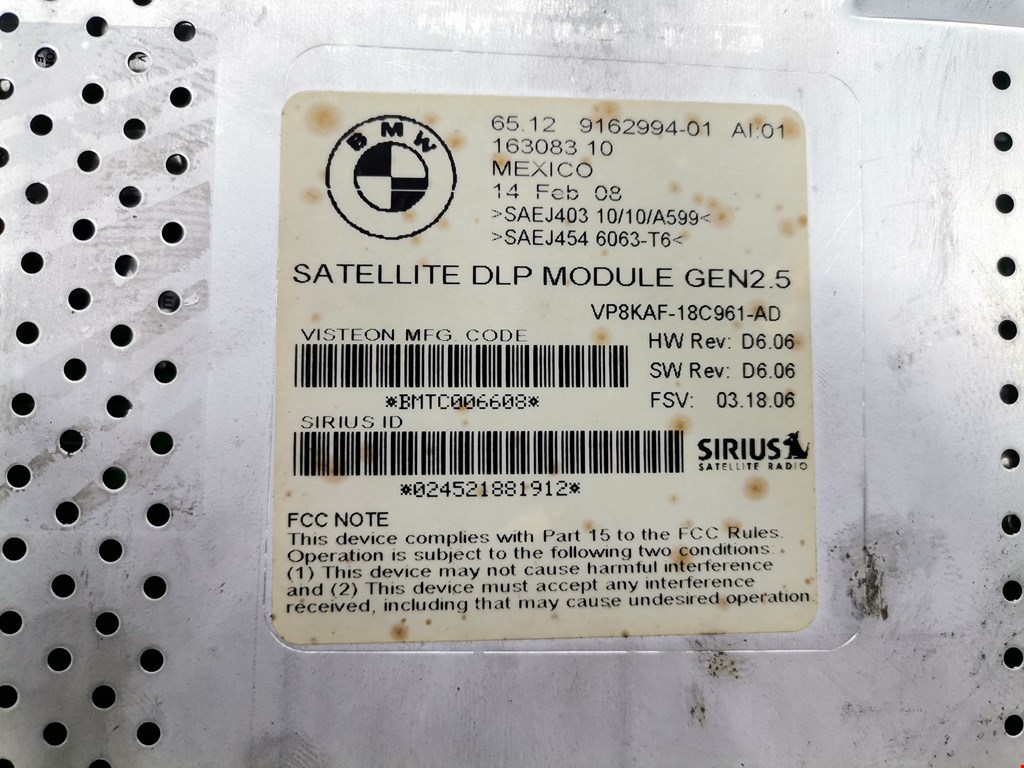 BMW
65.12 9162994-01 AI:01
163083 10
MEXICO
14 Feb 08
>SAEJ403 10/10/A599<
>SAEJ454 6063-T6<
SATELLITE DLP MODULE GEN2.5
VP8KAF-18C961-AD
VISTEON MFG. CODE
HW Rev: D6.06
SW Rev: D6.06
*BMTC006608*
FSV: 03.18.06
SIRIUS ID
SIRIUS
SATELLITE RADIO
*024521881912*
FCC NOTE
This device complies with Part 15 to the FCC Rules.
Operation is subject to the following two conditions:
(1) This device may not cause harmful interference
and (2) This device must accept any interference
received, including that may cause undesired operation.